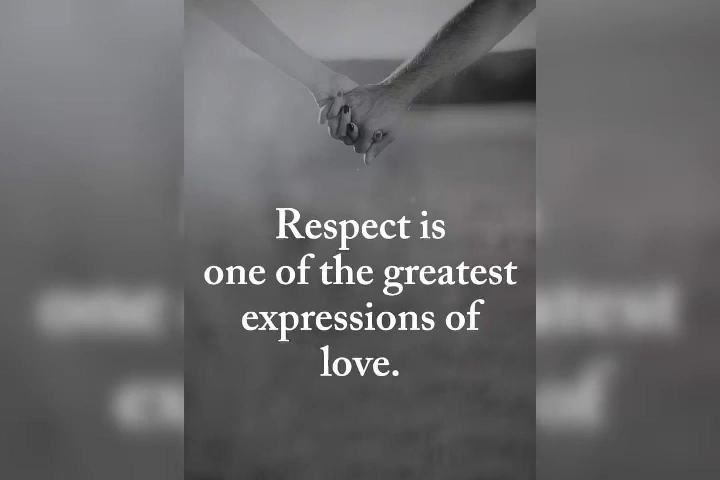 Respect is
one of the greatest
expressions of
love.